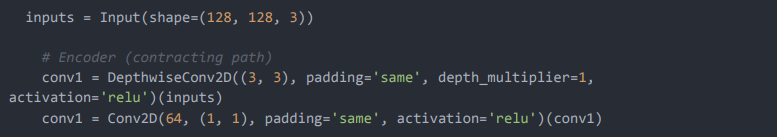 inputs = Input(shape=(128, 128, 3))
# Encoder (contracting path)
conv1 = DepthwiseConv2D((3, 3), padding='same', depth_multiplier=1,
activation='relu')(inputs)
conv1 = Conv2D(64, (1, 1), padding='same', activation='relu')(conv1)